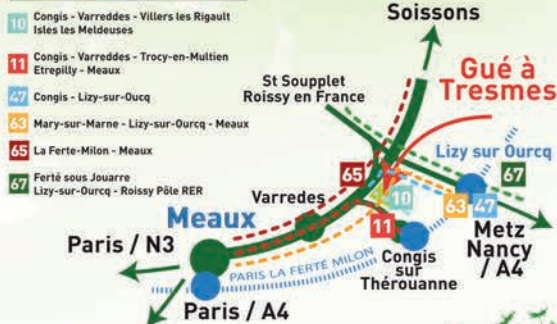 10 Congis - Varreddes - Villers les Rigault
Isles les Meldeuses
11 Congis - Varreddes - Trocy-en-Multien
Etrepilly - Meaux
47 Congis - Lizy-sur-Oucq
63 Mary-sur-Marne - Lizy-sur-Ourcq - Meaux
65 La Ferte-Milon - Meaux
67 Ferté sous Jouarre
Lizy-sur-Ourcq - Roissy Pôle RER
Soissons
St Soupplet
Roissy en France
Gué à
Tresmes
Lizy sur Ourcq
65
67
10
63
47
11
Varredes
Meaux
Metz
Nancy
/ A4
Paris / N3
Congis
sur
Thérouanne
PARIS LA FERTÉ MILON
Paris / A4